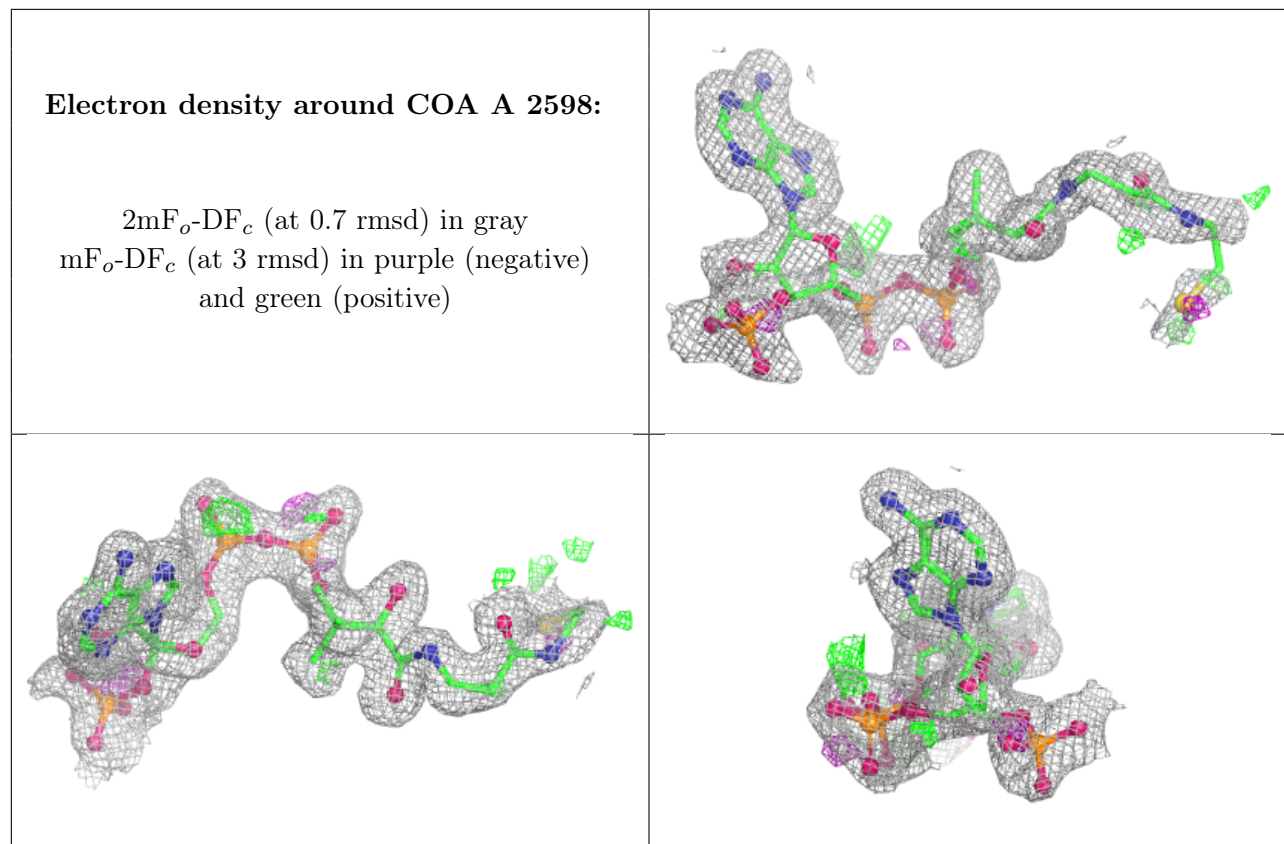 Electron density around COA A 2598:
2mFo-DFc (at 0.7 rmsd) in gray
mFo-DFc (at 3 rmsd) in purple (negative)
and green (positive)